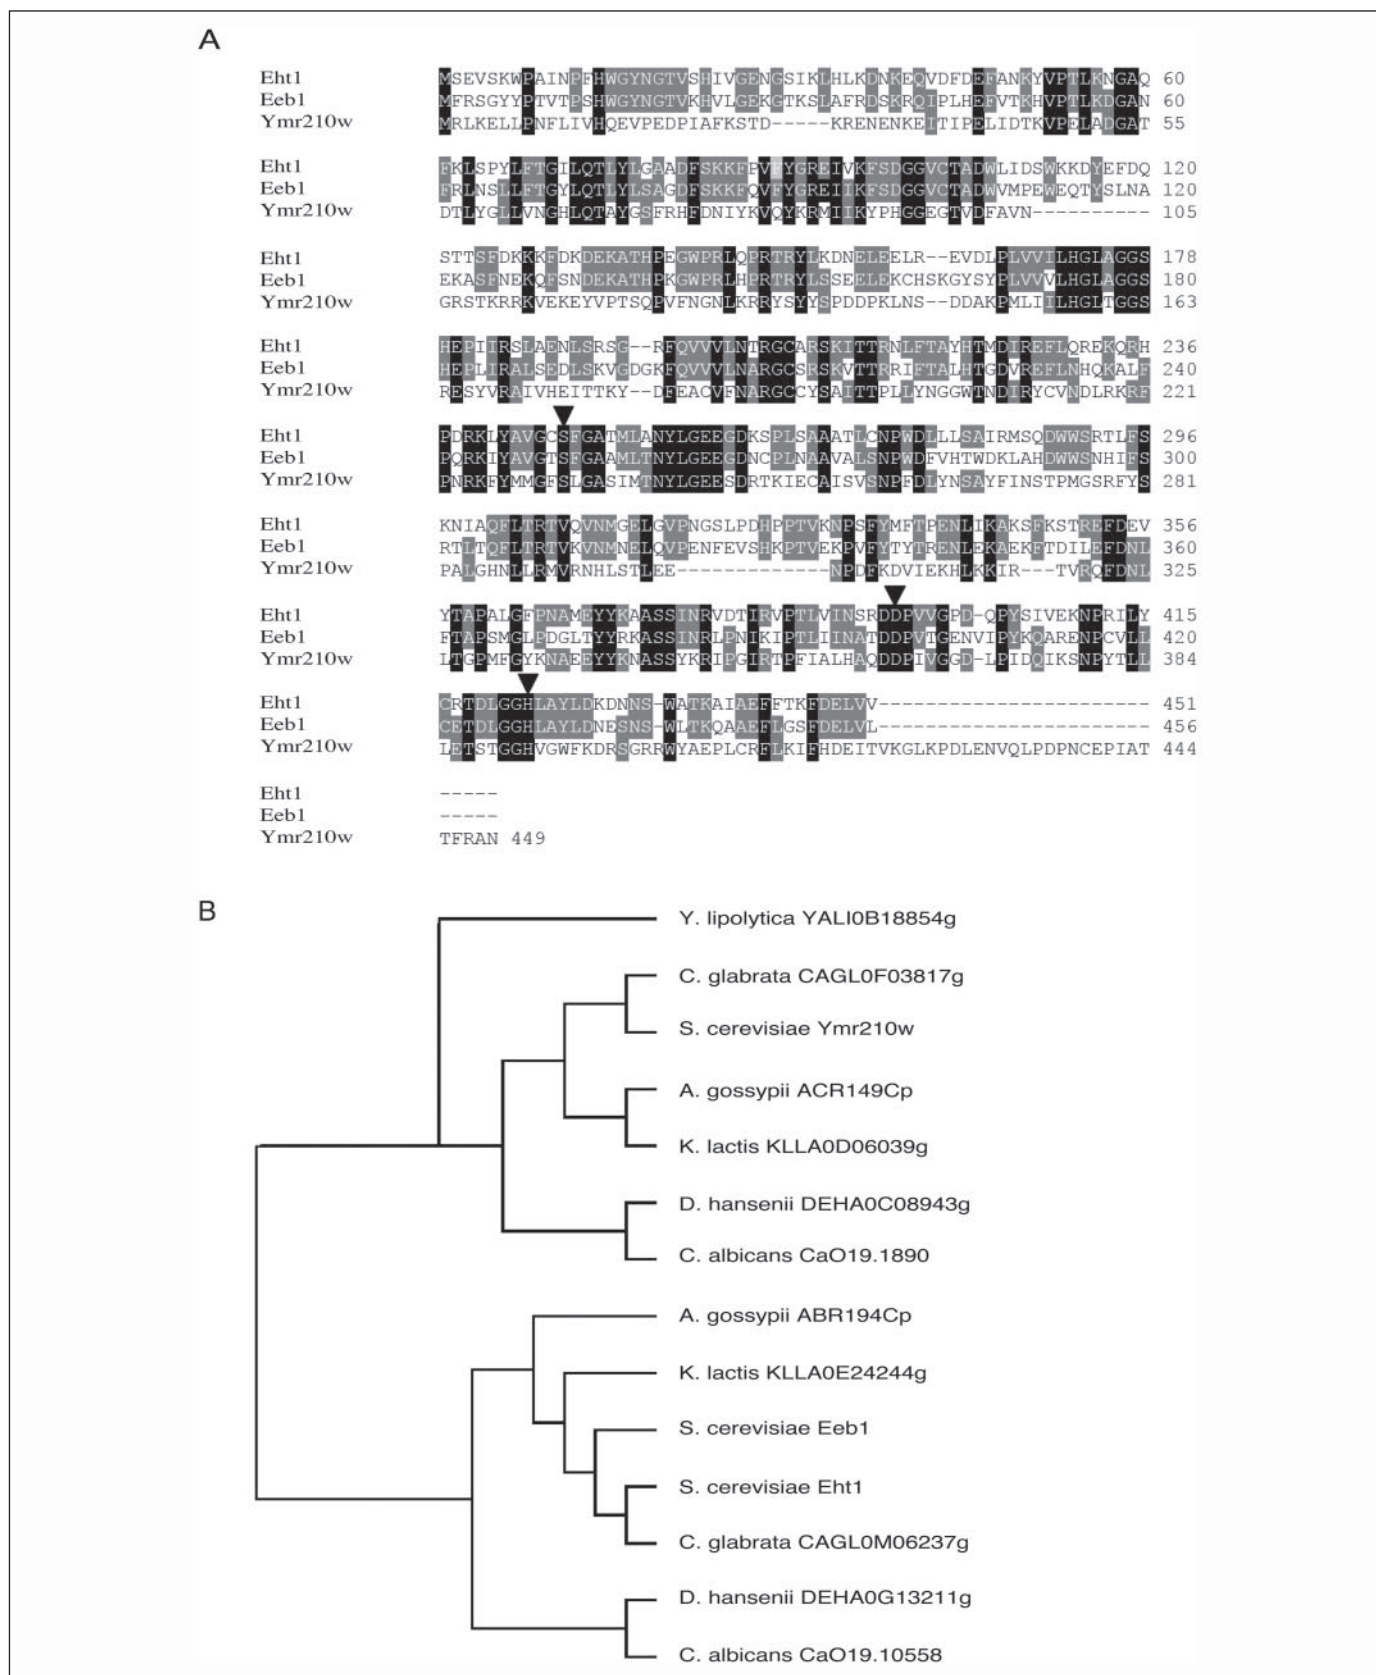 A
Eht1 MSEVSKWPAINPFHWGYNGTVSHIVGENGSIKLHLKDNKEQVDFDEFANKYVPTLKNGAQ 60
Eeb1 MFRSGYYPTVTPSHWGYNGTVKHVLGEKGTKSLAFRDSKRQIPLHEFVTKHVPTLKDGAN 60
Ymr210w MRLKELLPNFLIVHQEVPEDPIAFKSTD-----KRENENKEITIPELIDTKVPELADGAT 55
Eht1 FKLSPYLFTGILQTLYLGAADFSKKFPVFYGREIVKFSDGGVCTADWLIDSWKKDYEFDQ 120
Eeb1 FRLNSLLFTGYLQTLYLSAGDFSKKFQVFYGREIIKFSDGGVCTADWVMPEWEQTYSLNA 120
Ymr210w DTLYGLLVNGHLQTAYGSFRHFDNIYKVQYKRMIIKYPHGGEGTVDFAVN---------- 105
Eht1 STTSFDKKKFDKDEKATHPEGWPRLQPRTRYLKDNELEELR--EVDLPLVVILHGLAGGS 178
Eeb1 EKASFNEKQFSNDEKATHPKGWPRLHPRTRYLSSEELEKCHSKGYSYPLVVVLHGLAGGS 180
Ymr210w GRSTKRRKVEKEYVPTSQPVFNGNLKRRYSYYSPDDPKLNS--DDAKPMLIILHGLTGGS 163
Eht1 HEPIIRSLAENLSRSG--RFQVVVLNTRGCARSKITTRNLFTAYHTMDIREFLQREKQRH 236
Eeb1 HEPLIRALSEDLSKVGDGKFQVVVLNARGCSRSKVTTRRIFTALHTGDVREFLNHQKALF 240
Ymr210w RESYVRAIVHEITTKY--DFEACVFNARGCCYSAITTPLLYNGGWTNDIRYCVNDLRKRF 221
Eht1 PDRKLYAVGCSFGATMLANYLGEEGDKSPLSAAATLCNPWDLLLSAIRMSQDWWSRTLFS 296
Eeb1 PQRKIYAVGTSFGAAMLTNYLGEEGDNCPLNAAVALSNPWDFVHTWDKLAHDWWSNHIFS 300
Ymr210w PNRKFYMMGFSLGASIMTNYLGEESDRTKIECAISVSNPFDLYNSAYFINSTPMGSRFYS 281
Eht1 KNIAQFLTRTVQVNMGELGVPNGSLPDHPPTVKNPSFYMFTPENLIKAKSFKSTREFDEV 356
Eeb1 RTLTQFLTRTVKVNMNELQVPENFEVSHKPTVEKPVFYTYTRENLEKAEKFTDILEFDNL 360
Ymr210w PALGHNLLRMVRNHLSTLEE-------------NPDFKDVIEKHLKKIR---TVRQFDNL 325
Eht1 YTAPALGFPNAMEYYKAASSINRVDTIRVPTLVINSRDDPVVGPD-QPYSIVEKNPRILY 415
Eeb1 FTAPSMGLPDGLTYYRKASSINRLPNIKIPTLIINATDDPVTGENVIPYKQARENPCVLL 420
Ymr210w LTGPMFGYKNAEEYYKNASSYKRIPGIRTPFIALHAQDDPIVGGD-LPIDQIKSNPYTLL 384
Eht1 CRTDLGGHLAYLDKDNNS-WATKAIAEFFTKFDELVV----------------------- 451
Eeb1 CETDLGGHLAYLDNESNS-WLTKQAAEFLGSFDELVL----------------------- 456
Ymr210w LETSTGGHVGWFKDRSGRRWYAEPLCRFLKIFHDEITVKGLKPDLENVQLPDPNCEPIAT 444
Eht1 -----
Eeb1 -----
Ymr210w TFRAN 449
B
Y. lipolytica YALI0B18854g
C. glabrata CAGL0F03817g
S. cerevisiae Ymr210w
A. gossypii ACR149Cp
K. lactis KLLA0D06039g
D. hansenii DEHA0C08943g
C. albicans CaO19.1890
A. gossypii ABR194Cp
K. lactis KLLA0E24244g
S. cerevisiae Eeb1
S. cerevisiae Eht1
C. glabrata CAGL0M06237g
D. hansenii DEHA0G13211g
C. albicans CaO19.10558